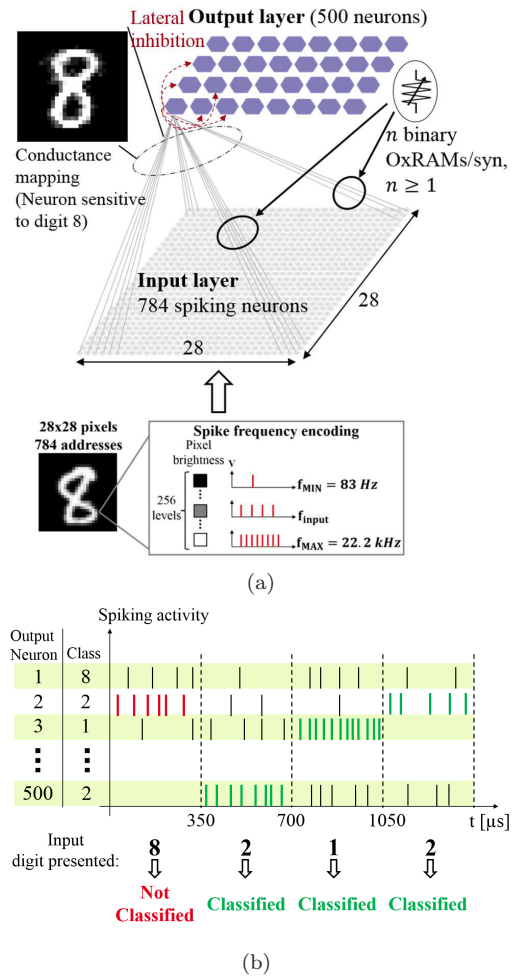 Lateral inhibition
Output layer (500 neurons)
Conductance
mapping
(Neuron sensitive
to digit 8)
n binary
OxRAMs/syn,
n ≥ 1
Input layer
784 spiking neurons
28
28
28x28 pixels
784 addresses
Spike frequency encoding
Pixel
brightness
V
256
levels
f_MIN = 83 Hz
f_input
f_MAX = 22.2 kHz
(a)
Spiking activity
Output
Neuron
Class
1 8
2 2
3 1
500 2
350 700 1050 t [µs]
Input
digit presented:
8 2 1 2
Not
Classified
Classified Classified Classified
(b)